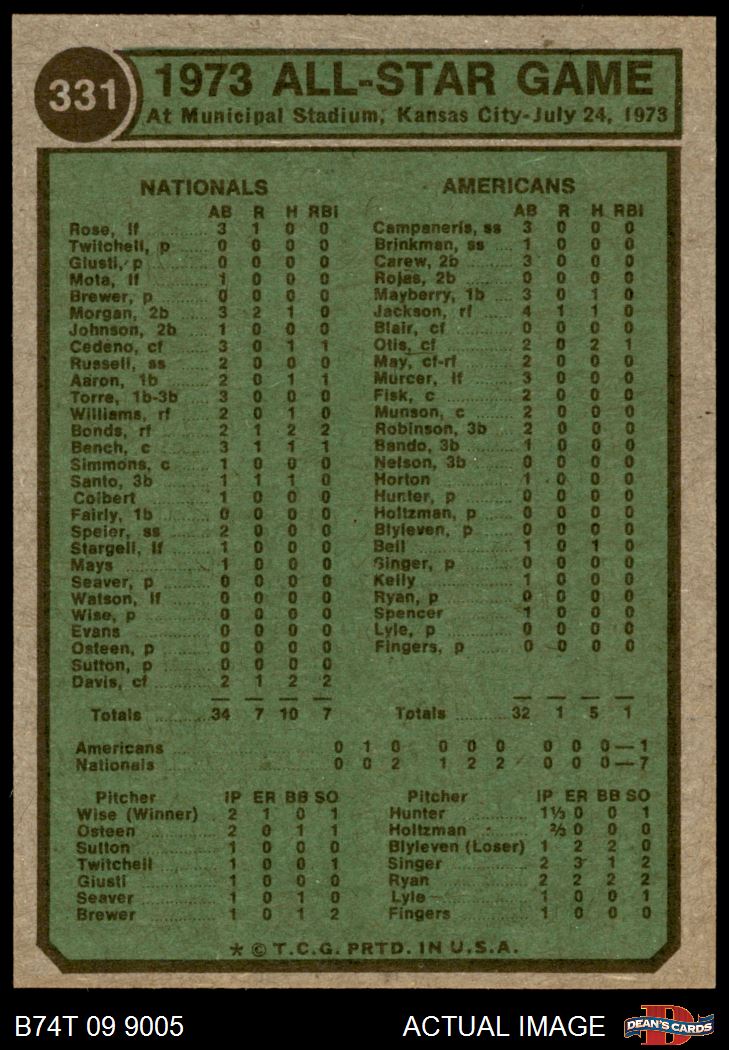 331
1973 ALL-STAR GAME
At Municipal Stadium, Kansas City-July 24, 1973
NATIONALS
AB R H RBI
Rose, lf 3 1 0 0
Twitchell, p 0 0 0 0
Giusti, p 0 0 0 0
Mota, lf 1 0 0 0
Brewer, p 0 0 0 0
Morgan, 2b 3 2 1 0
Johnson, 2b 1 0 0 0
Cedeno, cf 3 0 1 1
Russell, ss 2 0 0 0
Aaron, 1b 2 0 1 1
Torre, 1b-3b 3 0 0 0
Williams, rf 2 0 1 0
Bonds, rf 2 1 2 2
Bench, c 3 1 1 1
Simmons, c 1 0 0 0
Santo, 3b 1 1 1 0
Colbert 1 0 0 0
Fairly, 1b 0 0 0 0
Speier, ss 2 0 0 0
Stargell, lf 1 0 0 0
Mays 1 0 0 0
Seaver, p 0 0 0 0
Watson, lf 0 0 0 0
Wise, p 0 0 0 0
Evans 0 0 0 0
Osteen, p 0 0 0 0
Sutton, p 0 0 0 0
Davis, cf 2 1 2 2
Totals 34 7 10 7
AMERICANS
AB R H RBI
Campaneris, ss 3 0 0 0
Brinkman, ss 1 0 0 0
Carew, 2b 3 0 0 0
Rojas, 2b 0 0 0 0
Mayberry, 1b 3 0 1 0
Jackson, rf 4 1 1 0
Blair, cf 0 0 0 0
Otis, cf 2 0 2 1
May, cf-rf 2 0 0 0
Murcer, lf 3 0 0 0
Fisk, c 2 0 0 0
Munson, c 2 0 0 0
Robinson, 3b 2 0 0 0
Bando, 3b 1 0 0 0
Nelson, 3b 0 0 0 0
Horton 1 0 0 0
Hunter, p 0 0 0 0
Holtzman, p 0 0 0 0
Blyleven, p 0 0 0 0
Bell 1 0 1 0
Singer, p 0 0 0 0
Kelly 1 0 0 0
Ryan, p 0 0 0 0
Spencer 1 0 0 0
Lyle, p 0 0 0 0
Fingers, p 0 0 0 0
Totals 32 1 5 1
Americans 0 1 0 0 0 0 0 0 0—1
Nationals 0 0 2 1 2 2 0 0 0—7
Pitcher IP ER BB SO
Wise (Winner) 2 1 0 1
Osteen 2 0 1 1
Sutton 1 0 0 0
Twitchell 1 0 0 1
Giusti 1 0 0 0
Seaver 1 0 1 0
Brewer 1 0 1 2
Pitcher IP ER BB SO
Hunter 1⅓ 0 0 1
Holtzman ⅔ 0 0 0
Blyleven (Loser) 1 2 2 0
Singer 2 3 1 2
Ryan 2 2 2 2
Lyle 1 0 0 1
Fingers 1 0 0 0
* © T.C.G. PRTD. IN U.S.A.
B74T 09 9005
ACTUAL IMAGE
DEAN'S CARDS